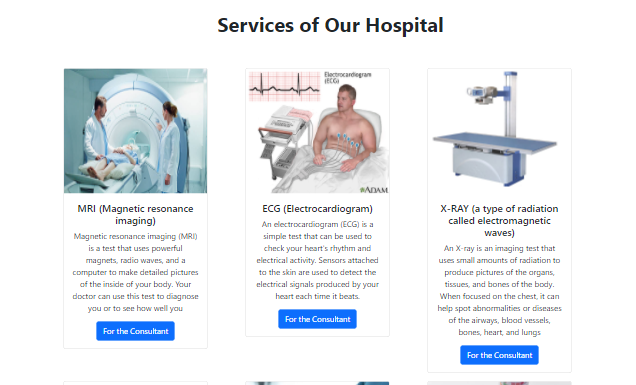 Services of Our Hospital
Electrocardiogram
(ECG)
ADAM
MRI (Magnetic resonance
imaging)
Magnetic resonance imaging (MRI)
is a test that uses powerful
magnets, radio waves, and a
computer to make detailed pictures
of the inside of your body. Your
doctor can use this test to diagnose
you or to see how well you
For the Consultant
ECG (Electrocardiogram)
An electrocardiogram (ECG) is a
simple test that can be used to
check your heart's rhythm and
electrical activity. Sensors attached
to the skin are used to detect the
electrical signals produced by your
heart each time it beats.
For the Consultant
X-RAY (a type of radiation
called electromagnetic
waves)
An X-ray is an imaging test that
uses small amounts of radiation to
produce pictures of the organs,
tissues, and bones of the body.
When focused on the chest, it can
help spot abnormalities or diseases
of the airways, blood vessels,
bones, heart, and lungs
For the Consultant